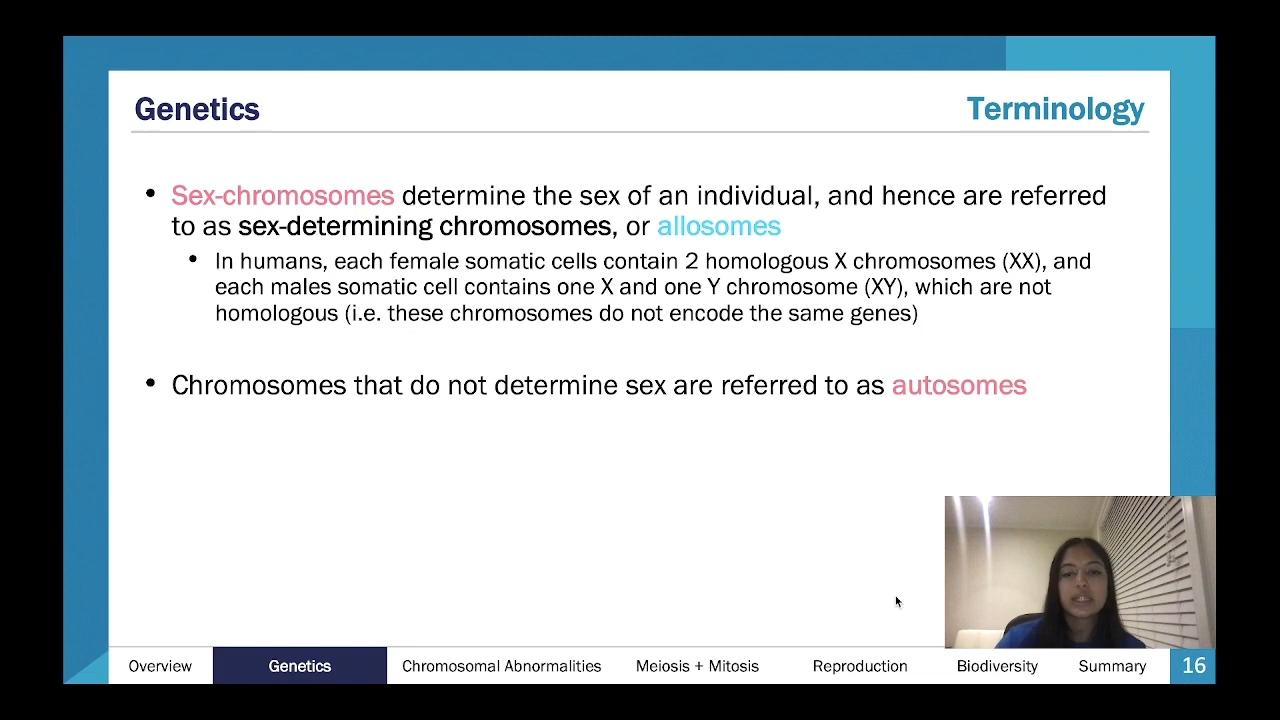 Genetics
Terminology
• Sex-chromosomes determine the sex of an individual, and hence are referred
to as sex-determining chromosomes, or allosomes
• In humans, each female somatic cells contain 2 homologous X chromosomes (XX), and
each males somatic cell contains one X and one Y chromosome (XY), which are not
homologous (i.e. these chromosomes do not encode the same genes)
• Chromosomes that do not determine sex are referred to as autosomes
Overview Genetics Chromosomal Abnormalities Meiosis + Mitosis Reproduction Biodiversity Summary 16